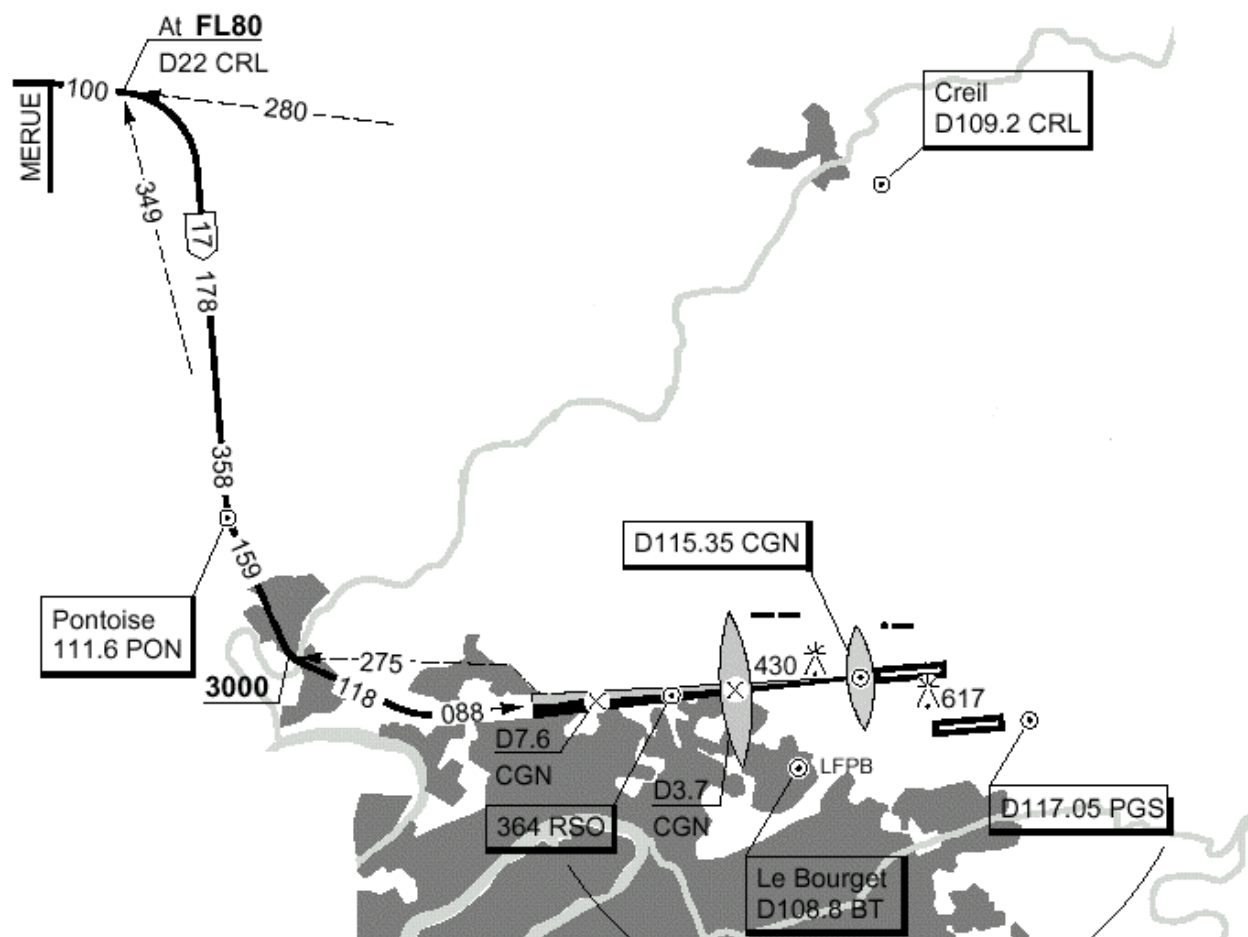 At FL80
D22 CRL
100
MERUE
280
349
17
178
358
Creil
D109.2 CRL
159
Pontoise
111.6 PON
3000
275
118
088
D115.35 CGN
430
617
D7.6
CGN
364 RSO
D3.7
CGN
LFPB
D117.05 PGS
Le Bourget
D108.8 BT